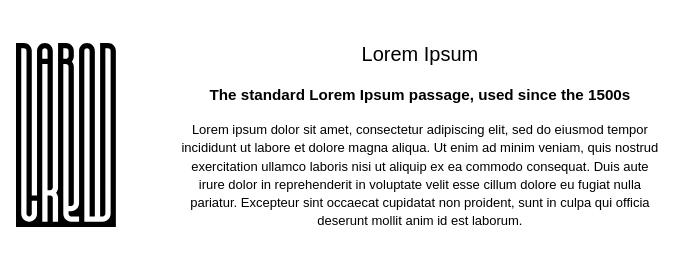 Lorem Ipsum
The standard Lorem Ipsum passage, used since the 1500s
Lorem ipsum dolor sit amet, consectetur adipiscing elit, sed do eiusmod tempor
incididunt ut labore et dolore magna aliqua. Ut enim ad minim veniam, quis nostrud
exercitation ullamco laboris nisi ut aliquip ex ea commodo consequat. Duis aute
irure dolor in reprehenderit in voluptate velit esse cillum dolore eu fugiat nulla
pariatur. Excepteur sint occaecat cupidatat non proident, sunt in culpa qui officia
deserunt mollit anim id est laborum.